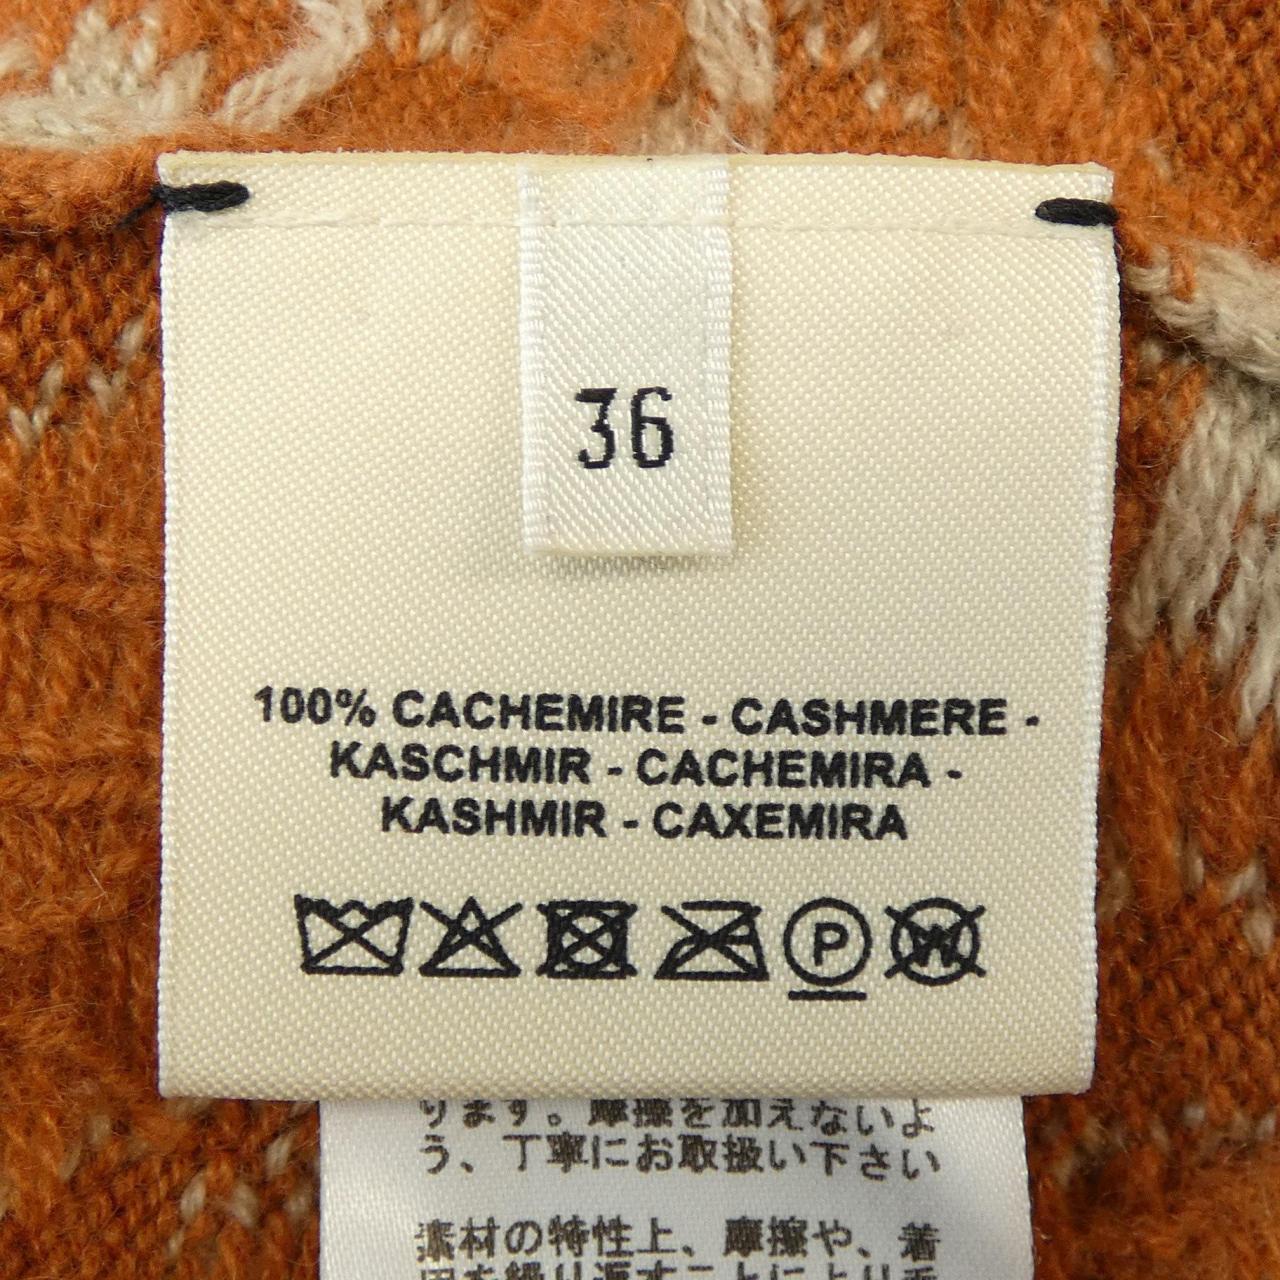 36
100% CACHEMIRE - CASHMERE -
KASCHMIR - CACHEMIRA -
KASHMIR - CAXEMIRA
P W
ります。摩擦を加えないよ
う、丁寧にお取扱い下さい
素材の特性上、摩擦や、着